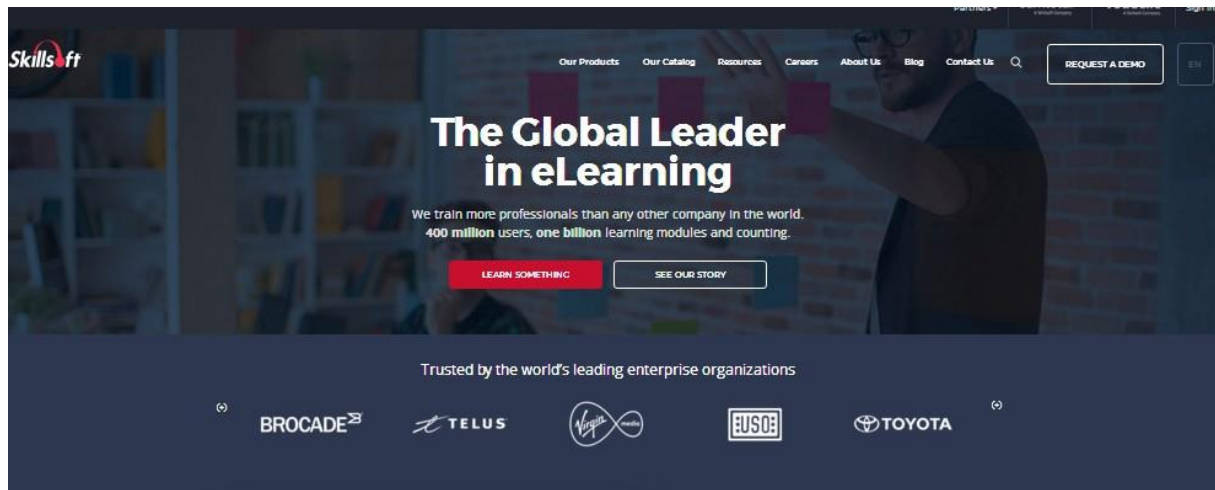 Partners
Sign In
Skillsoft
Our Products Our Catalog Resources Careers About Us Blog Contact Us REQUEST A DEMO EN
The Global Leader
in eLearning
We train more professionals than any other company in the world.
400 million users, one billion learning modules and counting.
LEARN SOMETHING SEE OUR STORY
Trusted by the world's leading enterprise organizations
BROCADE TELUS Virgin media USO TOYOTA